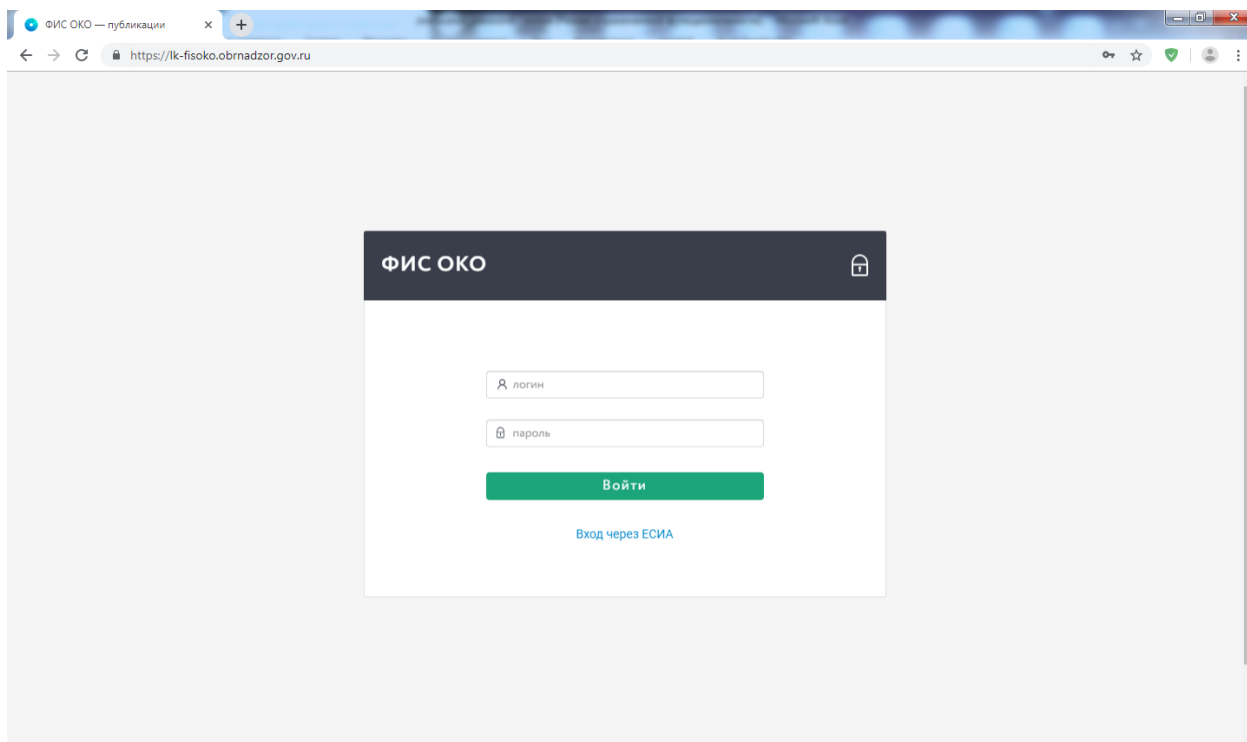 ФИС ОКО — публикации
https://lk-fisoko.obrnadzor.gov.ru
ФИС ОКО
логин
пароль
Войти
Вход через ЕСИА